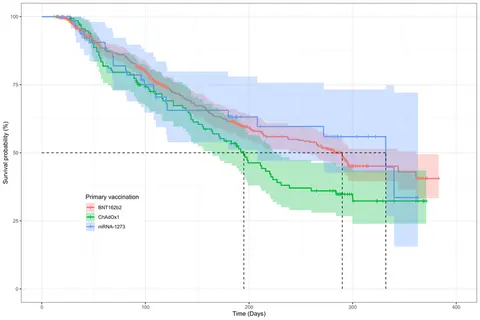 100
75
50
25
0
Survival probability (%)
Primary vaccination
BNT162b2
ChAdOx1
mRNA-1273
0
100
200
300
400
Time (Days)